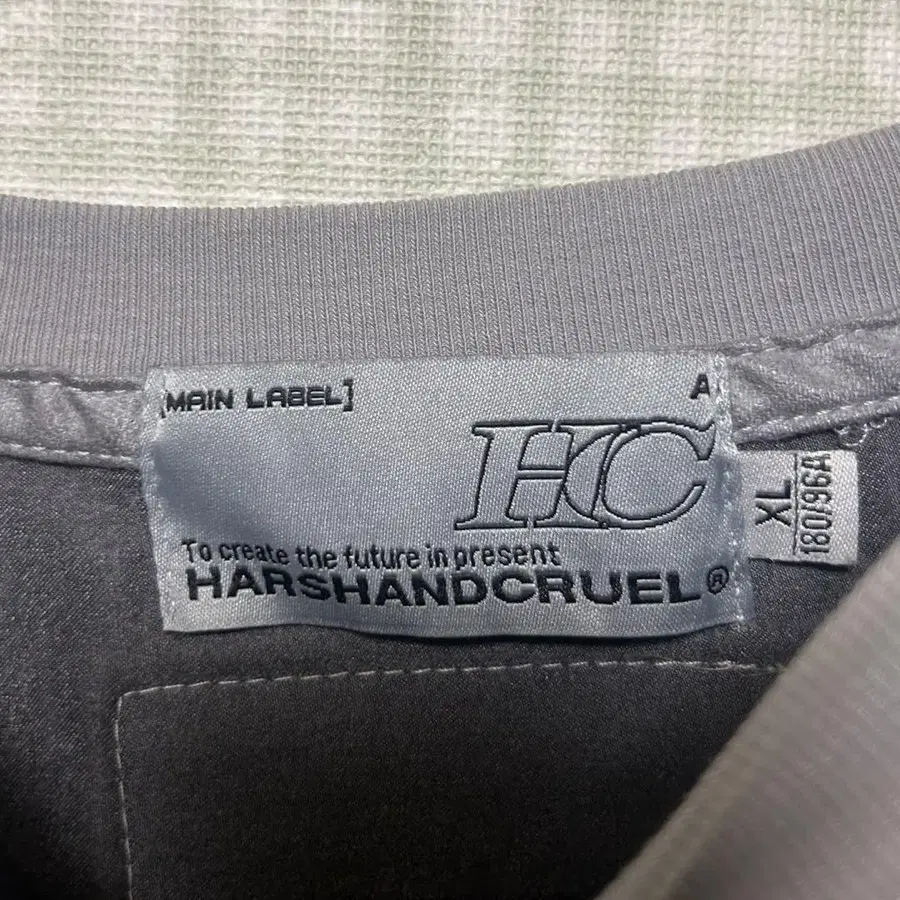 [MAIN LABEL]
A
HC
To create the future in present
HARSHANDCRUEL®
XL
180/96A